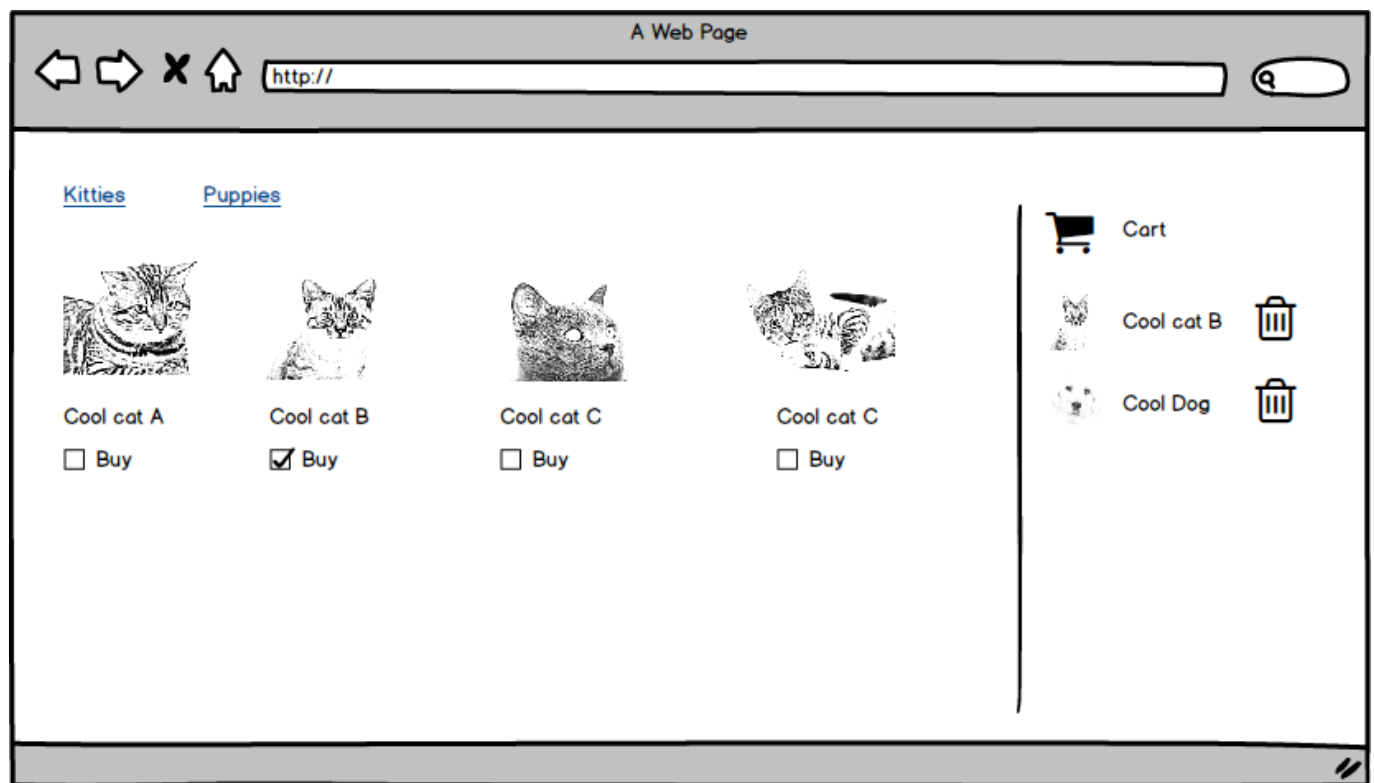 A Web Page
http://
Kitties Puppies
Cart
Cool cat B
Cool Dog
Cool cat A Cool cat B Cool cat C Cool cat C
Buy Buy Buy Buy